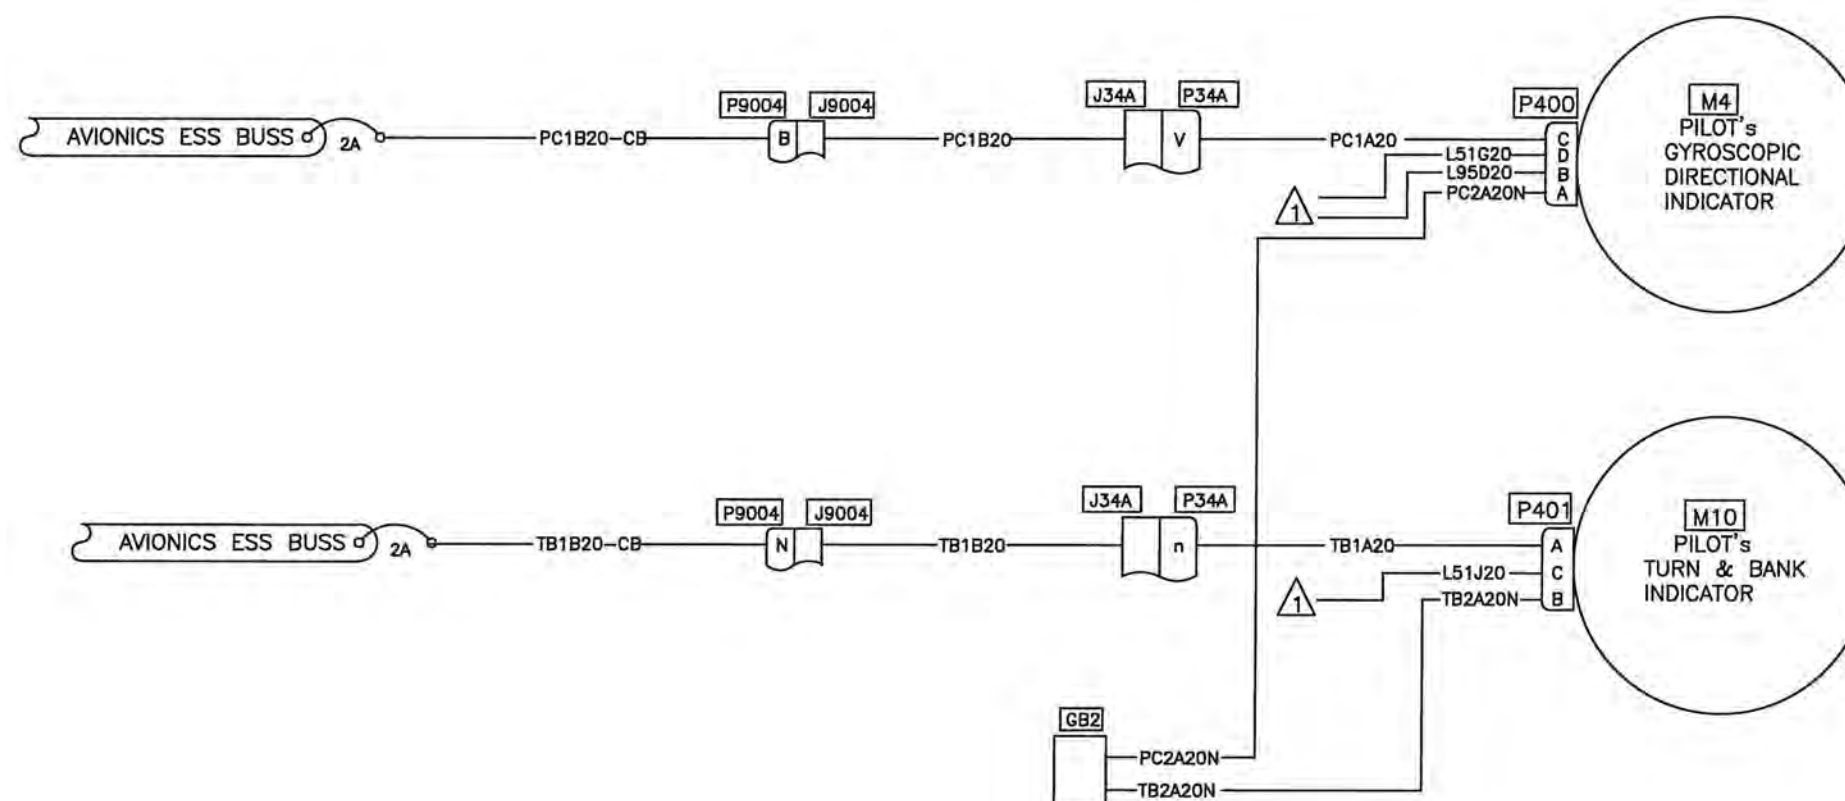 P9004 J9004
J34A P34A
P400
M4
PILOT's
GYROSCOPIC
DIRECTIONAL
INDICATOR
AVIONICS ESS BUSS 2A PC1B20-CB B PC1B20 V PC1A20 C
L51G20 D
L95D20 B
1 PC2A20N A
P9004 J9004
J34A P34A
P401
M10
PILOT's
TURN & BANK
INDICATOR
AVIONICS ESS BUSS 2A TB1B20-CB N TB1B20 n TB1A20 A
L51J20 C
1 TB2A20N B
GB2
PC2A20N
TB2A20N